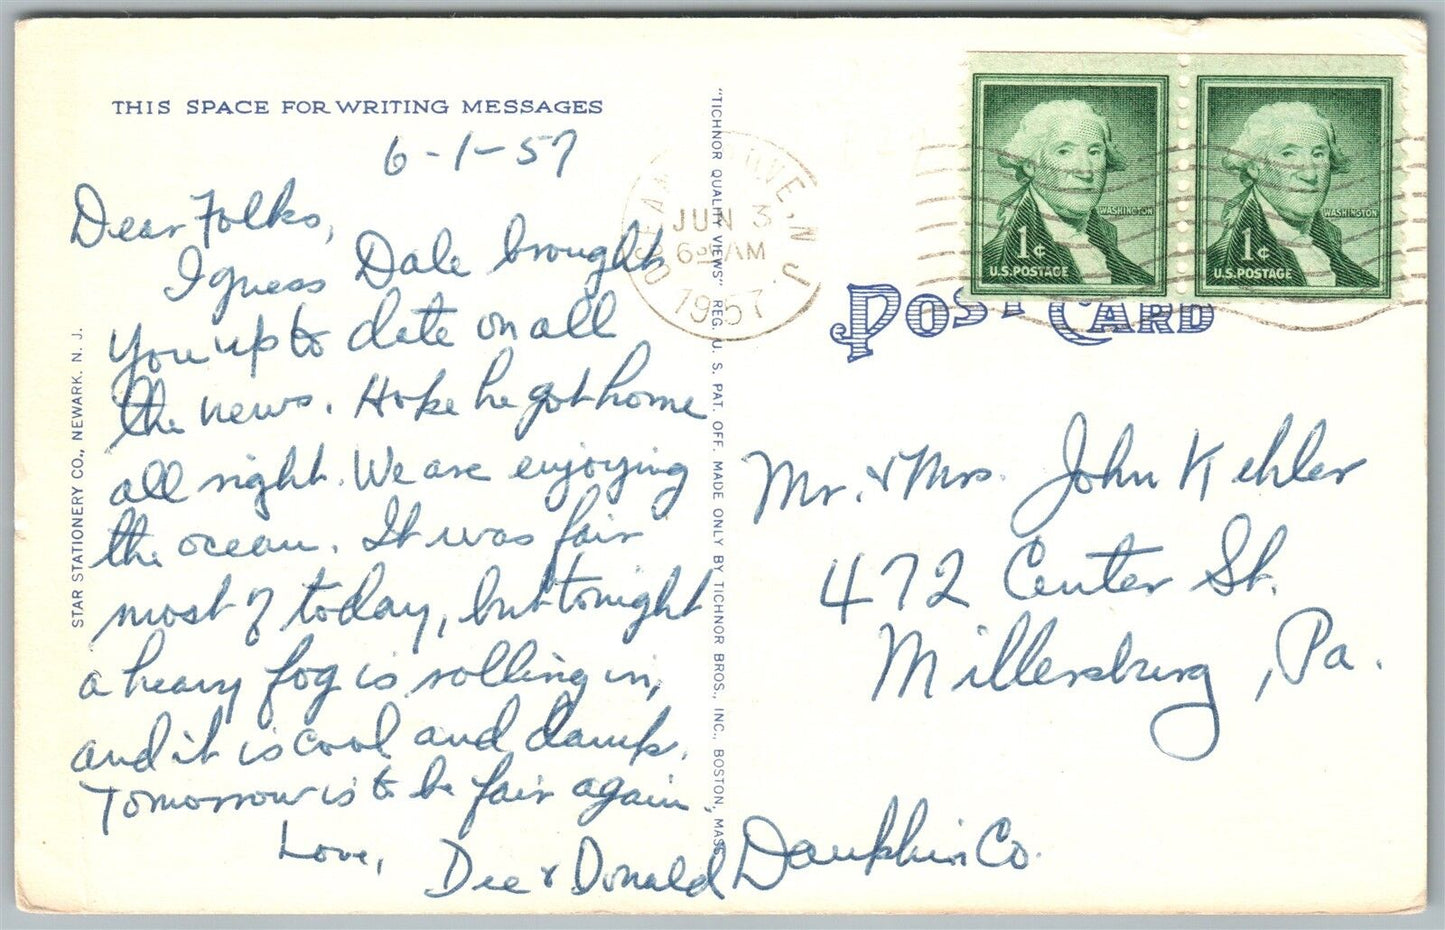 THIS SPACE FOR WRITING MESSAGES
6-1-57
Dear Folks,
I guess Dale brought
you up to date on all
the news. Hope he got home
all right. We are enjoying
the ocean. It was fair
most of today, but tonight
a heavy fog is rolling in,
and it is cool and damp.
Tomorrow is to be fair again.
Love,
Dee & Donald
STAR STATIONERY CO., NEWARK. N. J.
"TICHNOR QUALITY VIEWS" REG. U. S. PAT. OFF. MADE ONLY BY TICHNOR BROS., INC., BOSTON, MASS.
OCEAN GROVE, N. J.
JUN 3
6 AM
1957
WASHINGTON
1¢
U.S. POSTAGE
WASHINGTON
1¢
U.S. POSTAGE
POST CARD
Mr. & Mrs. John Kehler
472 Center St.
Millersburg, Pa.
Dauphin Co.